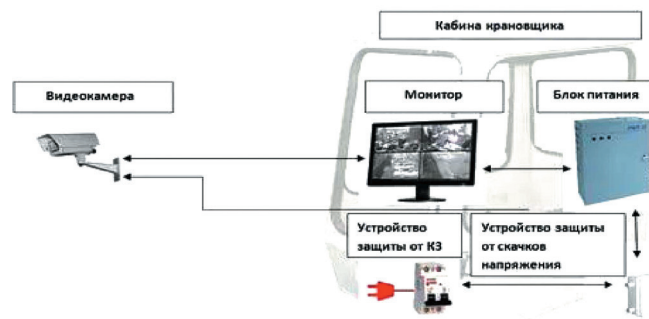 Кабина крановщика
Видеокамера
Монитор
Блок питания
Устройство
защиты от КЗ
Устройство защиты
от скачков
напряжения